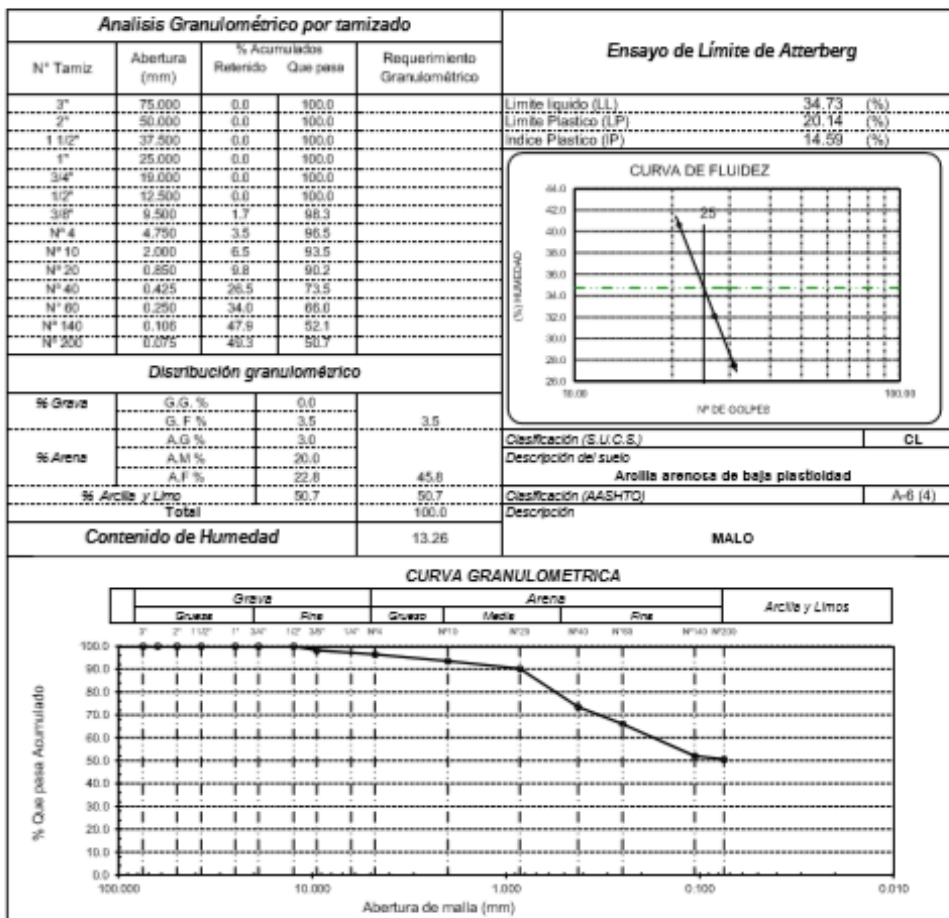 Analisis Granulométrico por tamizado
N° Tamiz Abertura (mm) % Acumulados Retenido Que pasa Requerimiento Granulométrico
3" 75.000 0.0 100.0
2" 50.000 0.0 100.0
1 1/2" 37.500 0.0 100.0
1" 25.000 0.0 100.0
3/4" 19.000 0.0 100.0
1/2" 12.500 0.0 100.0
3/8" 9.500 1.7 98.3
N° 4 4.750 3.5 96.5
N° 10 2.000 6.5 93.5
N° 20 0.850 9.8 90.2
N° 40 0.425 26.5 73.5
N° 60 0.250 34.0 66.0
N° 140 0.106 47.9 52.1
N° 200 0.075 49.3 50.7
Distribución granulométrico
% Grava G.G. % 0.0
G. F % 3.5 3.5
A.G % 3.0
% Arena A.M % 20.0
A.F % 22.8 45.8
% Arcilla y Limo 50.7 50.7
Total 100.0
Contenido de Humedad 13.26
Ensayo de Límite de Atterberg
Limite liquido (LL) 34.73 (%)
Limite Plastico (LP) 20.14 (%)
Indice Plastico (IP) 14.59 (%)
CURVA DE FLUIDEZ
44.0
42.0
40.0
38.0
36.0
34.0
32.0
30.0
28.0
26.0
(%) HUMEDAD
25
10.00 100.00
N° DE GOLPES
Clasificación (S.U.C.S.) CL
Descripción del suelo
Arcilla arenosa de baja plasticidad
Clasificación (AASHTO) A-6 (4)
Descripción
MALO
CURVA GRANULOMETRICA
Grava Arena Arcilla y Limos
Gruesa Fina Grueso Media Fina
3" 2" 1 1/2" 1" 3/4" 1/2" 3/8" 1/4" N°4 N°10 N°20 N°40 N°60 N°140 N°200
100.0
90.0
80.0
70.0
60.0
50.0
40.0
30.0
20.0
10.0
0.0
% Que pasa Acumulado
100.000 10.000 1.000 0.100 0.010
Abertura de malla (mm)